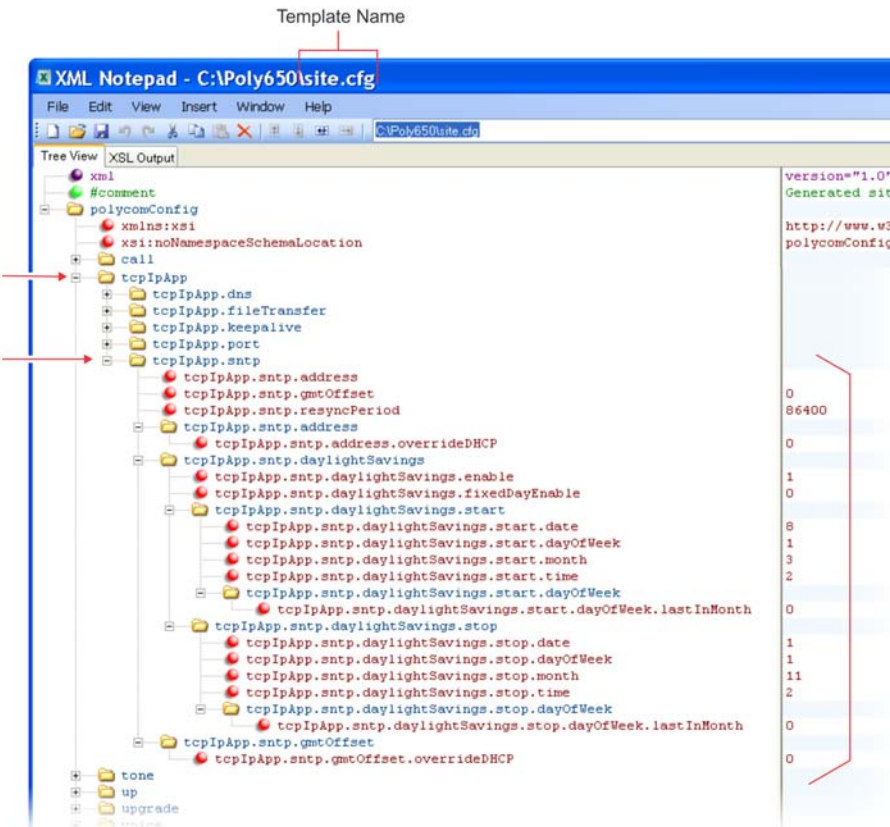 Template Name
XML Notepad - C:\Poly650\site.cfg
File Edit View Insert Window Help
C:\Poly650\site.cfg
Tree View XSL Output
xml version="1.0"
#comment Generated sit
polycomConfig
xmlns:xsi http://www.w3
xsi:noNamespaceSchemaLocation polycomConfig
call
tcpIpApp
tcpIpApp.dns
tcpIpApp.fileTransfer
tcpIpApp.keepalive
tcpIpApp.port
tcpIpApp.sntp
tcpIpApp.sntp.address
tcpIpApp.sntp.gmtOffset 0
tcpIpApp.sntp.resyncPeriod 86400
tcpIpApp.sntp.address
tcpIpApp.sntp.address.overrideDHCP 0
tcpIpApp.sntp.daylightSavings
tcpIpApp.sntp.daylightSavings.enable 1
tcpIpApp.sntp.daylightSavings.fixedDayEnable 0
tcpIpApp.sntp.daylightSavings.start
tcpIpApp.sntp.daylightSavings.start.date 8
tcpIpApp.sntp.daylightSavings.start.dayOfWeek 1
tcpIpApp.sntp.daylightSavings.start.month 3
tcpIpApp.sntp.daylightSavings.start.time 2
tcpIpApp.sntp.daylightSavings.start.dayOfWeek
tcpIpApp.sntp.daylightSavings.start.dayOfWeek.lastInMonth 0
tcpIpApp.sntp.daylightSavings.stop
tcpIpApp.sntp.daylightSavings.stop.date 1
tcpIpApp.sntp.daylightSavings.stop.dayOfWeek 1
tcpIpApp.sntp.daylightSavings.stop.month 11
tcpIpApp.sntp.daylightSavings.stop.time 2
tcpIpApp.sntp.daylightSavings.stop.dayOfWeek
tcpIpApp.sntp.daylightSavings.stop.dayOfWeek.lastInMonth 0
tcpIpApp.sntp.gmtOffset
tcpIpApp.sntp.gmtOffset.overrideDHCP 0
tone
up
upgrade